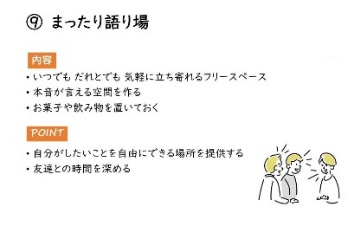 ⑨ まったり語り場
内容
・いつでも だれとでも 気軽に立ち寄れるフリースペース
・本音が言える空間を作る
・お菓子や飲み物を置いておく
POINT
・自分がしたいことを自由にできる場所を提供する
・友達との時間を深める